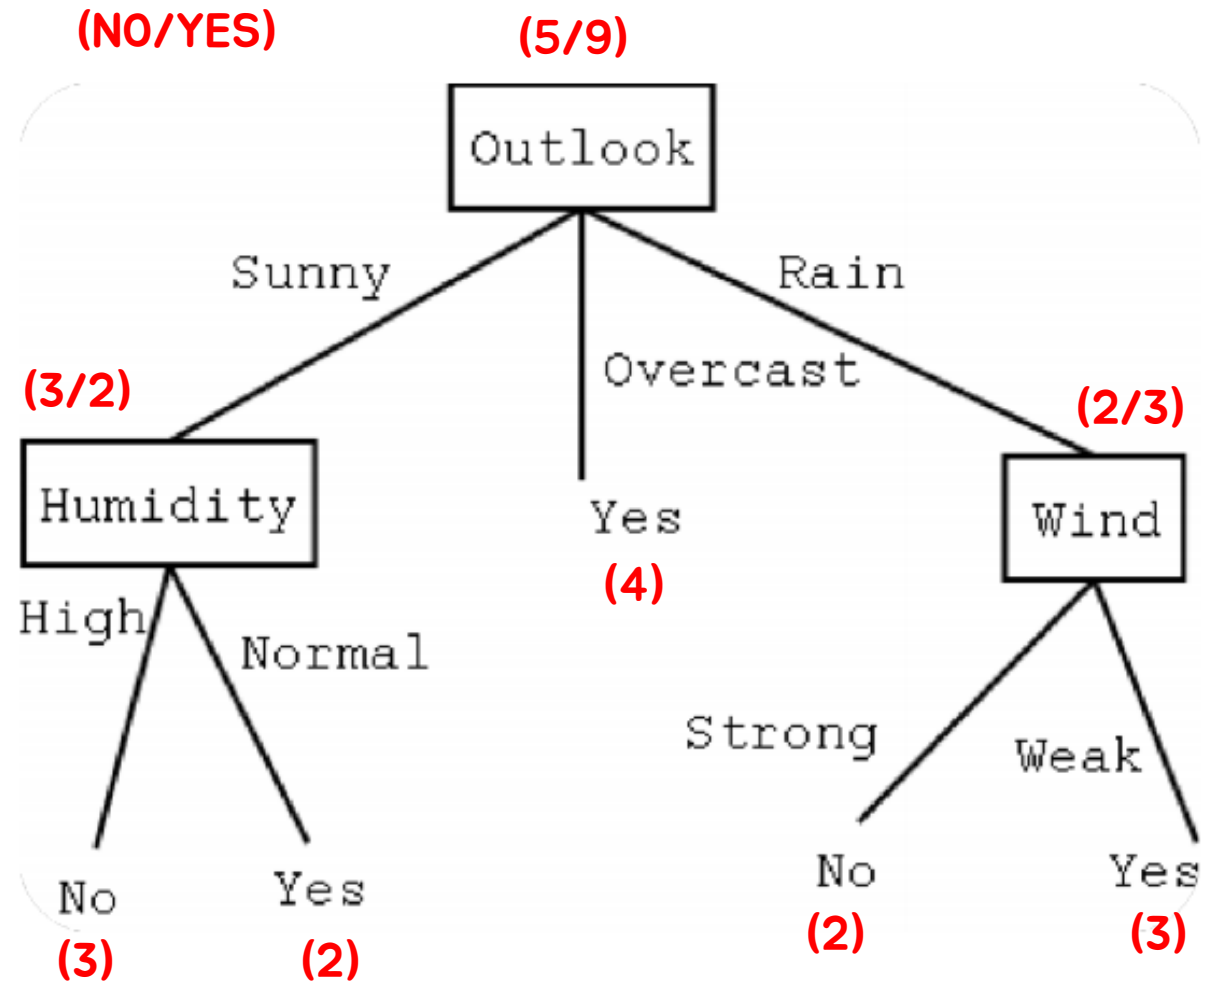 (NO/YES)
(5/9)
Outlook
Sunny
Rain
Overcast
(3/2)
(2/3)
Humidity
Yes
Wind
(4)
High
Normal
Strong
Weak
No
Yes
No
Yes
(3)
(2)
(2)
(3)